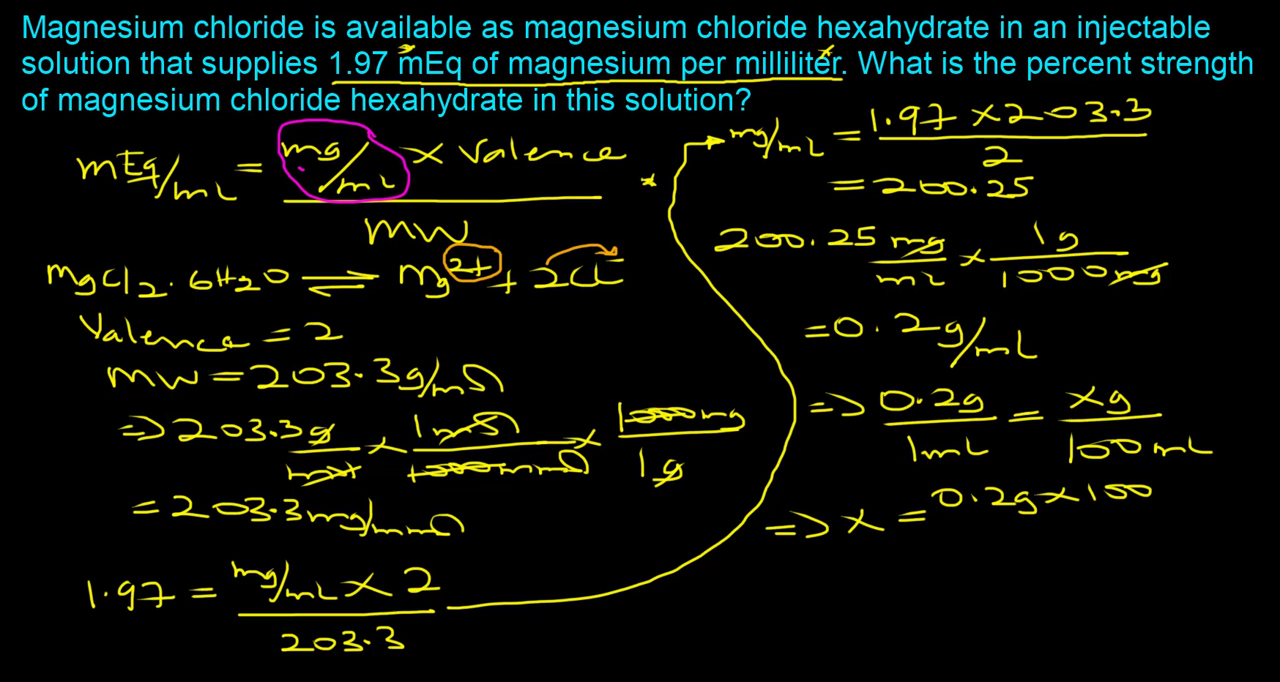 Magnesium chloride is available as magnesium chloride hexahydrate in an injectable
solution that supplies 1.97 mEq of magnesium per milliliter. What is the percent strength
of magnesium chloride hexahydrate in this solution?
mEq/mL = mg/mL × Valence
MW
MgCl2.6H2O ⇌ Mg2+ + 2Cl-
Valence = 2
MW = 203.3g/mol
=> 203.3g/mol × 1mol/1000mmol × 1000mg/1g
= 203.3mg/mmol
1.97 = mg/mL × 2
203.3
mg/mL = 1.97 × 203.3
2
= 200.25
200.25 mg/mL × 1g/1000mg
= 0.2g/mL
=> 0.2g/1mL = xg/100mL
=> x = 0.2g×100